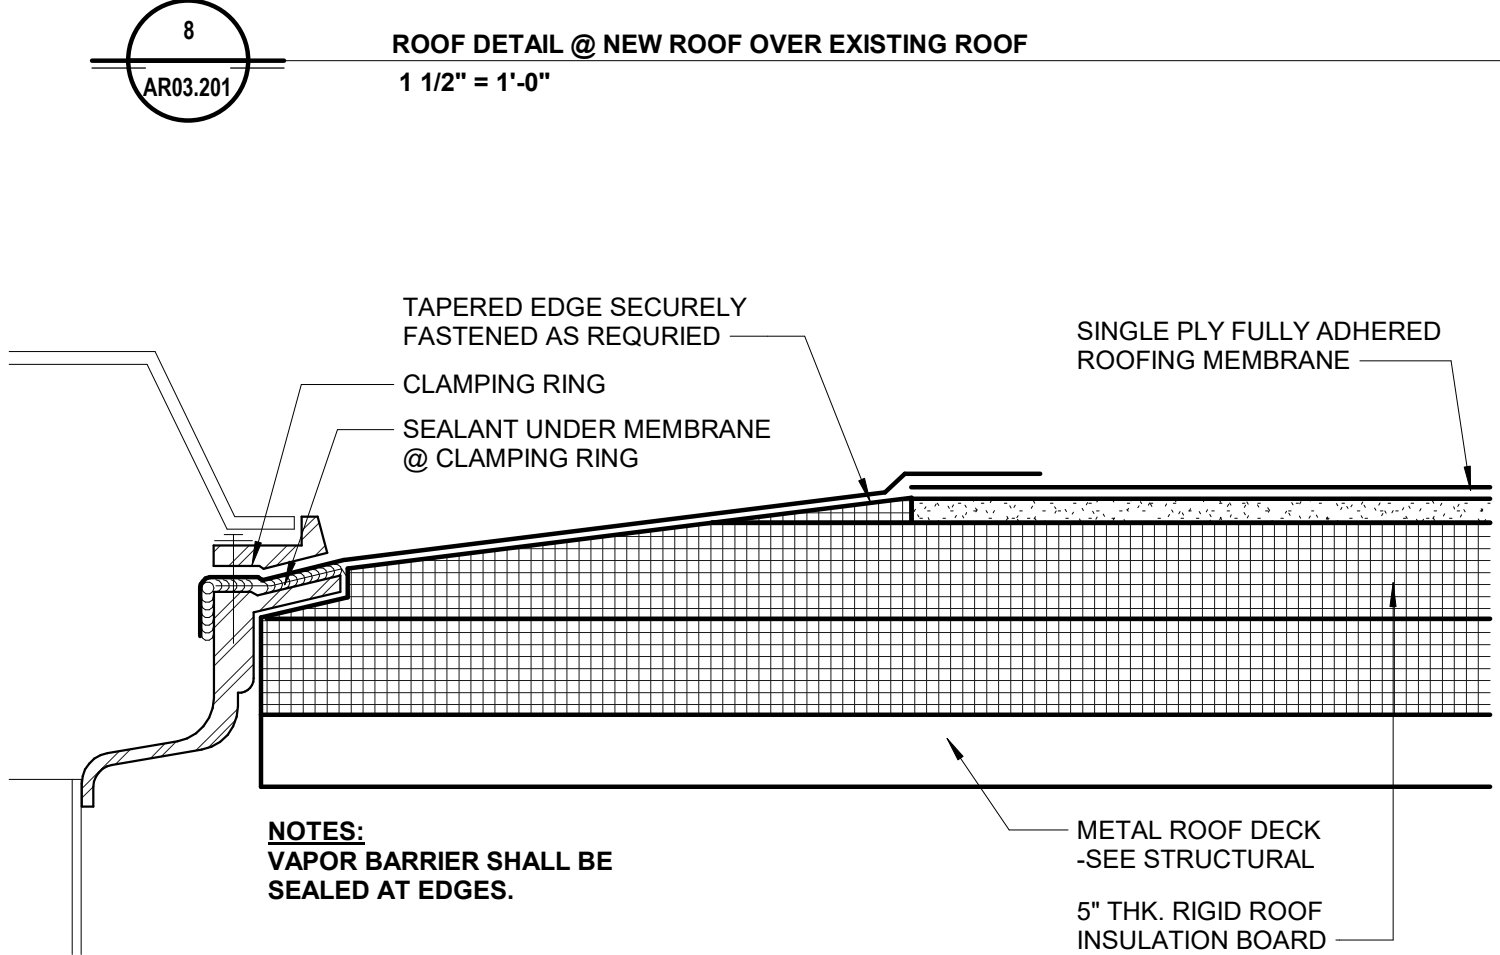 8
AR03.201
ROOF DETAIL @ NEW ROOF OVER EXISTING ROOF
1 1/2" = 1'-0"
TAPERED EDGE SECURELY
FASTENED AS REQURIED
CLAMPING RING
SEALANT UNDER MEMBRANE
@ CLAMPING RING
SINGLE PLY FULLY ADHERED
ROOFING MEMBRANE
NOTES:
VAPOR BARRIER SHALL BE
SEALED AT EDGES.
METAL ROOF DECK
-SEE STRUCTURAL
5" THK. RIGID ROOF
INSULATION BOARD